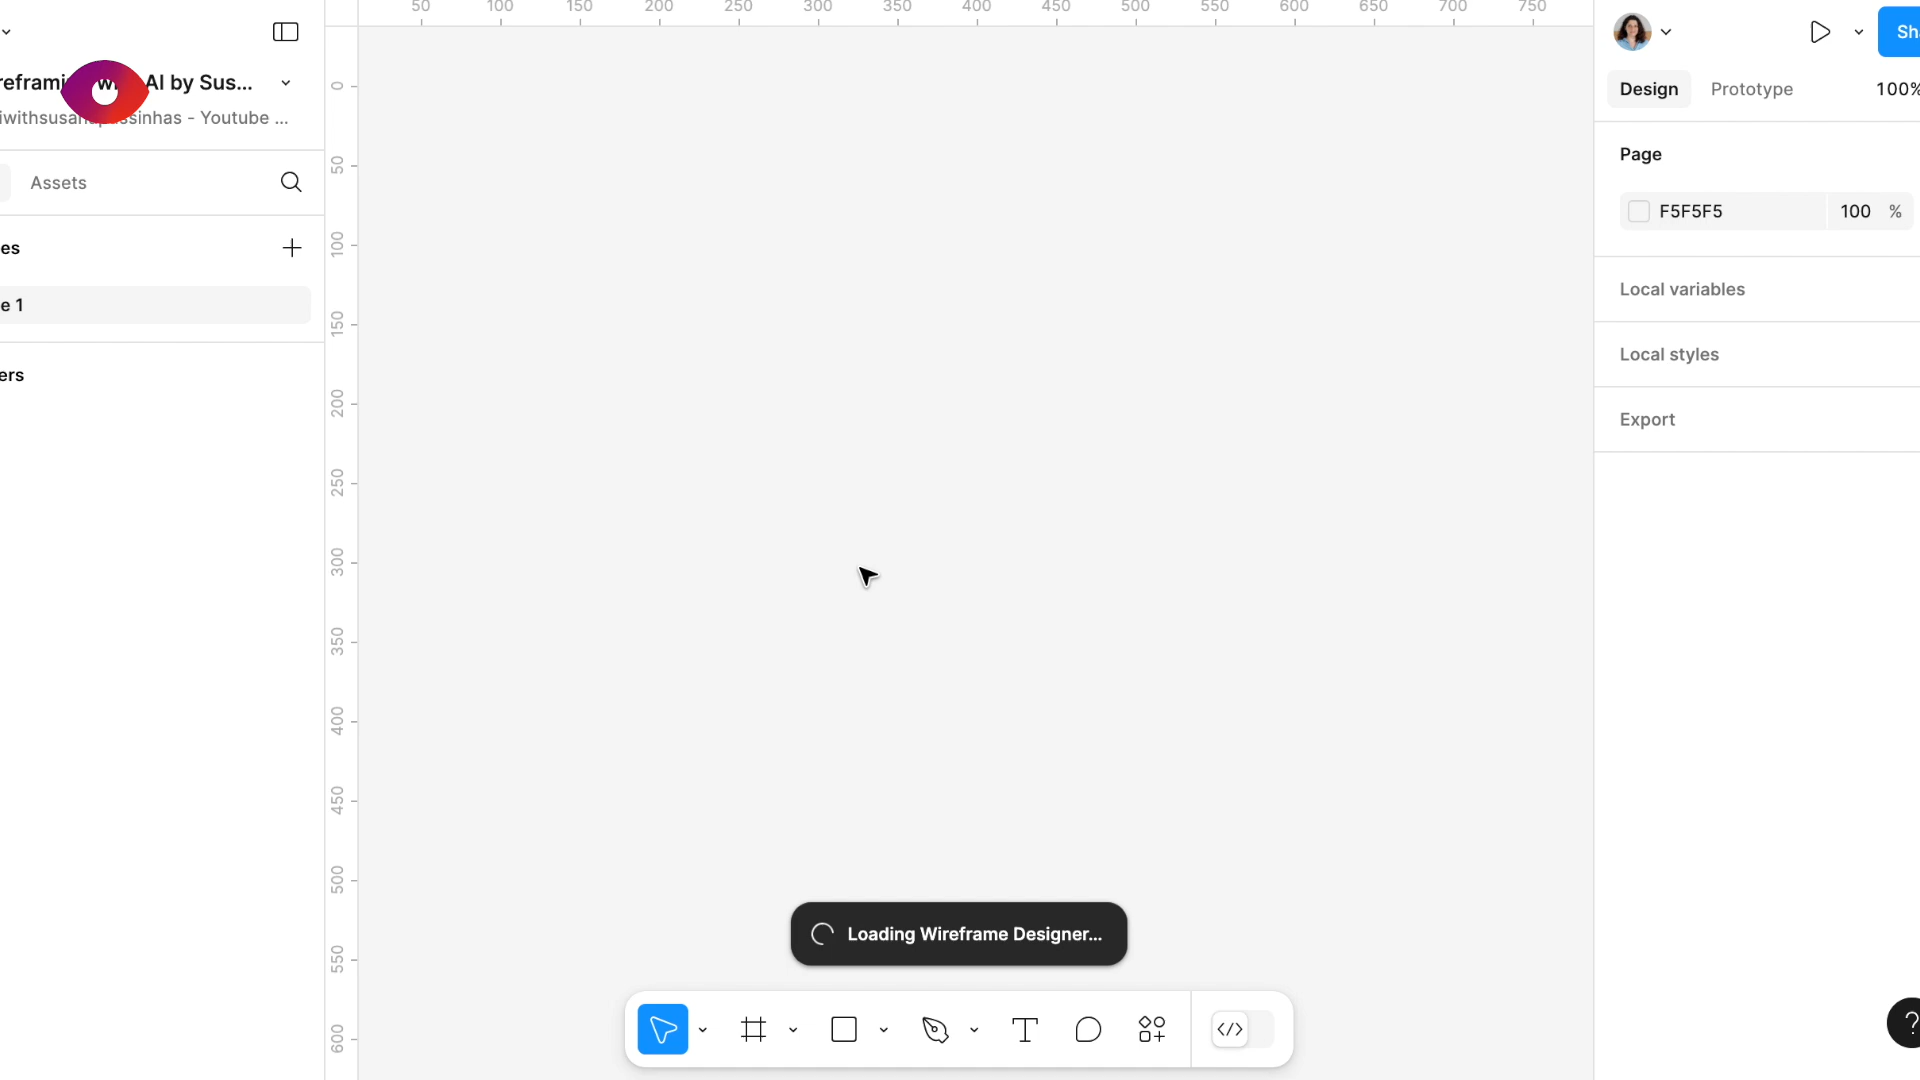 50 100 150 200 250 300 350 400 450 500 550 600 650 700 750
AI by Sus...
- Youtube ...
Assets
es
e 1
ers
0
50
100
150
200
250
300
350
400
450
500
550
600
Loading Wireframe Designer...
Sha
Design Prototype 100%
Page
F5F5F5 100 %
Local variables
Local styles
Export
?